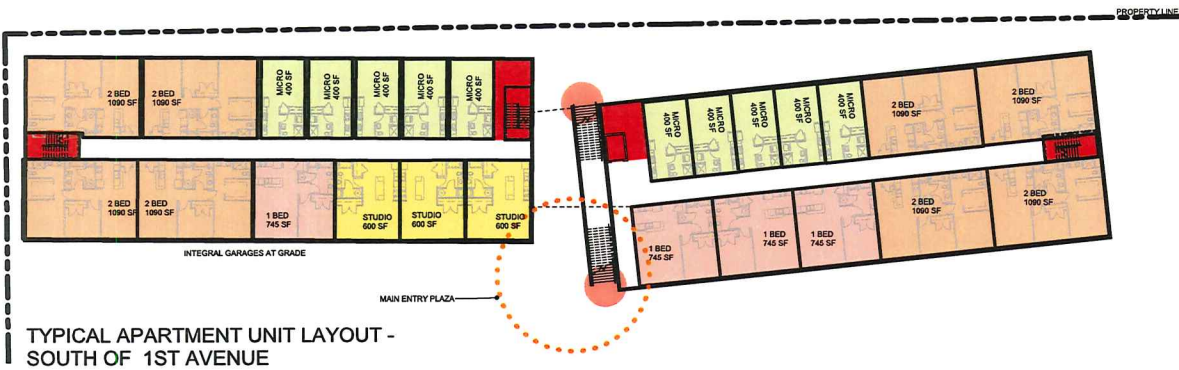 PROPERTY LINE
2 BED
1090 SF
2 BED
1090 SF
MICRO
400 SF
MICRO
400 SF
MICRO
400 SF
MICRO
400 SF
MICRO
400 SF
2 BED
1090 SF
2 BED
1090 SF
1 BED
745 SF
STUDIO
600 SF
STUDIO
600 SF
STUDIO
600 SF
INTEGRAL GARAGES AT GRADE
MICRO
400 SF
MICRO
400 SF
MICRO
400 SF
MICRO
400 SF
MICRO
400 SF
2 BED
1090 SF
2 BED
1090 SF
1 BED
745 SF
1 BED
745 SF
1 BED
745 SF
2 BED
1090 SF
2 BED
1090 SF
MAIN ENTRY PLAZA
TYPICAL APARTMENT UNIT LAYOUT -
SOUTH OF 1ST AVENUE